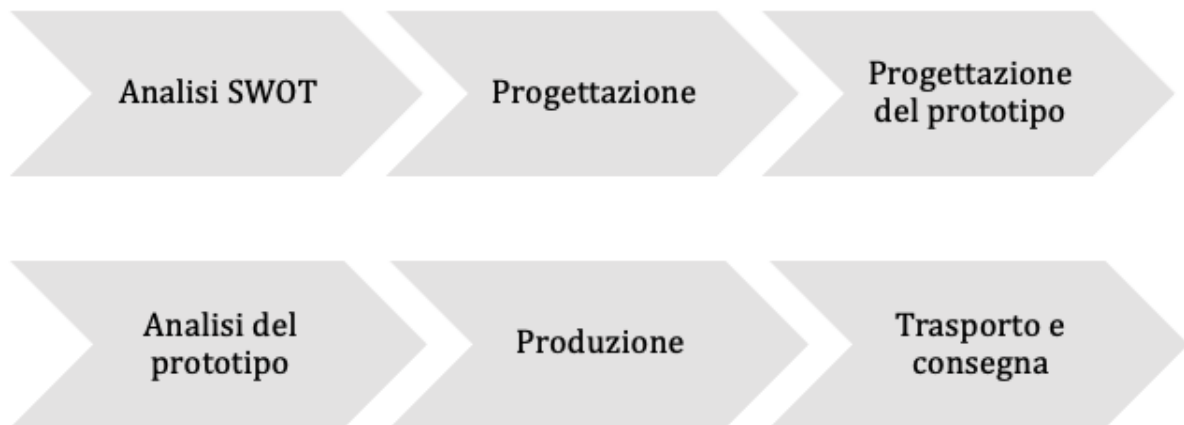 Analisi SWOT
Progettazione
Progettazione
del prototipo
Analisi del
prototipo
Produzione
Trasporto e
consegna